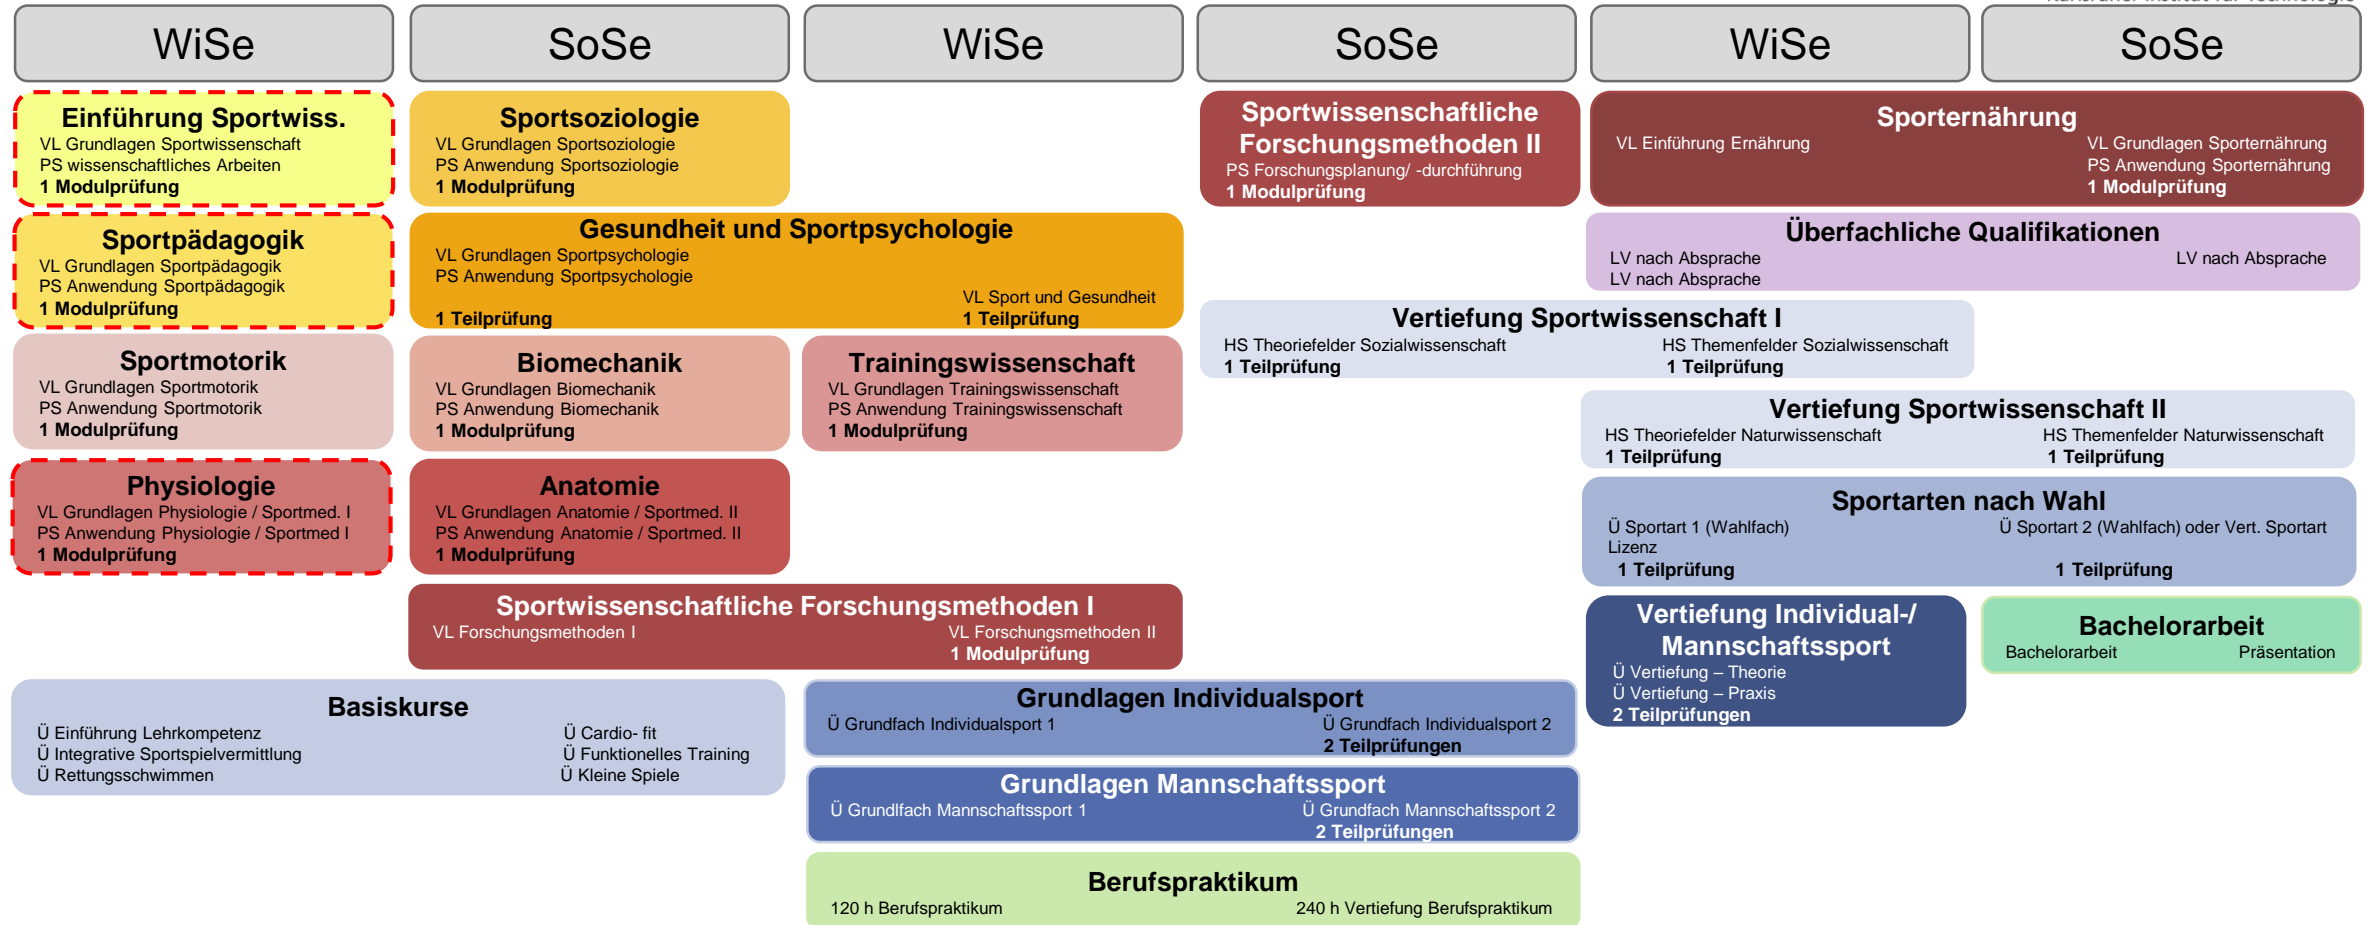 Karlsruher Institut für Technologie
WiSe
SoSe
WiSe
SoSe
WiSe
SoSe
Einführung Sportwiss.
VL Grundlagen Sportwissenschaft
PS wissenschaftliches Arbeiten
1 Modulprüfung
Sportsoziologie
VL Grundlagen Sportsoziologie
PS Anwendung Sportsoziologie
1 Modulprüfung
Sportwissenschaftliche
Forschungsmethoden II
PS Forschungsplanung/ -durchführung
1 Modulprüfung
Sporternährung
VL Einführung Ernährung
VL Grundlagen Sporternährung
PS Anwendung Sporternährung
1 Modulprüfung
Sportpädagogik
VL Grundlagen Sportpädagogik
PS Anwendung Sportpädagogik
1 Modulprüfung
Gesundheit und Sportpsychologie
VL Grundlagen Sportpsychologie
PS Anwendung Sportpsychologie
1 Teilprüfung
VL Sport und Gesundheit
1 Teilprüfung
Überfachliche Qualifikationen
LV nach Absprache
LV nach Absprache
LV nach Absprache
Vertiefung Sportwissenschaft I
HS Theoriefelder Sozialwissenschaft
1 Teilprüfung
HS Themenfelder Sozialwissenschaft
1 Teilprüfung
Sportmotorik
VL Grundlagen Sportmotorik
PS Anwendung Sportmotorik
1 Modulprüfung
Biomechanik
VL Grundlagen Biomechanik
PS Anwendung Biomechanik
1 Modulprüfung
Trainingswissenschaft
VL Grundlagen Trainingswissenschaft
PS Anwendung Trainingswissenschaft
1 Modulprüfung
Vertiefung Sportwissenschaft II
HS Theoriefelder Naturwissenschaft
1 Teilprüfung
HS Themenfelder Naturwissenschaft
1 Teilprüfung
Physiologie
VL Grundlagen Physiologie / Sportmed. I
PS Anwendung Physiologie / Sportmed I
1 Modulprüfung
Anatomie
VL Grundlagen Anatomie / Sportmed. II
PS Anwendung Anatomie / Sportmed. II
1 Modulprüfung
Sportarten nach Wahl
Ü Sportart 1 (Wahlfach)
Lizenz
1 Teilprüfung
Ü Sportart 2 (Wahlfach) oder Vert. Sportart
1 Teilprüfung
Sportwissenschaftliche Forschungsmethoden I
VL Forschungsmethoden I
VL Forschungsmethoden II
1 Modulprüfung
Vertiefung Individual-/
Mannschaftssport
Ü Vertiefung – Theorie
Ü Vertiefung – Praxis
2 Teilprüfungen
Bachelorarbeit
Bachelorarbeit
Präsentation
Basiskurse
Ü Einführung Lehrkompetenz
Ü Integrative Sportspielvermittlung
Ü Rettungsschwimmen
Ü Cardio- fit
Ü Funktionelles Training
Ü Kleine Spiele
Grundlagen Individualsport
Ü Grundfach Individualsport 1
Ü Grundfach Individualsport 2
2 Teilprüfungen
Grundlagen Mannschaftssport
Ü Grundlfach Mannschaftssport 1
Ü Grundfach Mannschaftssport 2
2 Teilprüfungen
Berufspraktikum
120 h Berufspraktikum
240 h Vertiefung Berufspraktikum